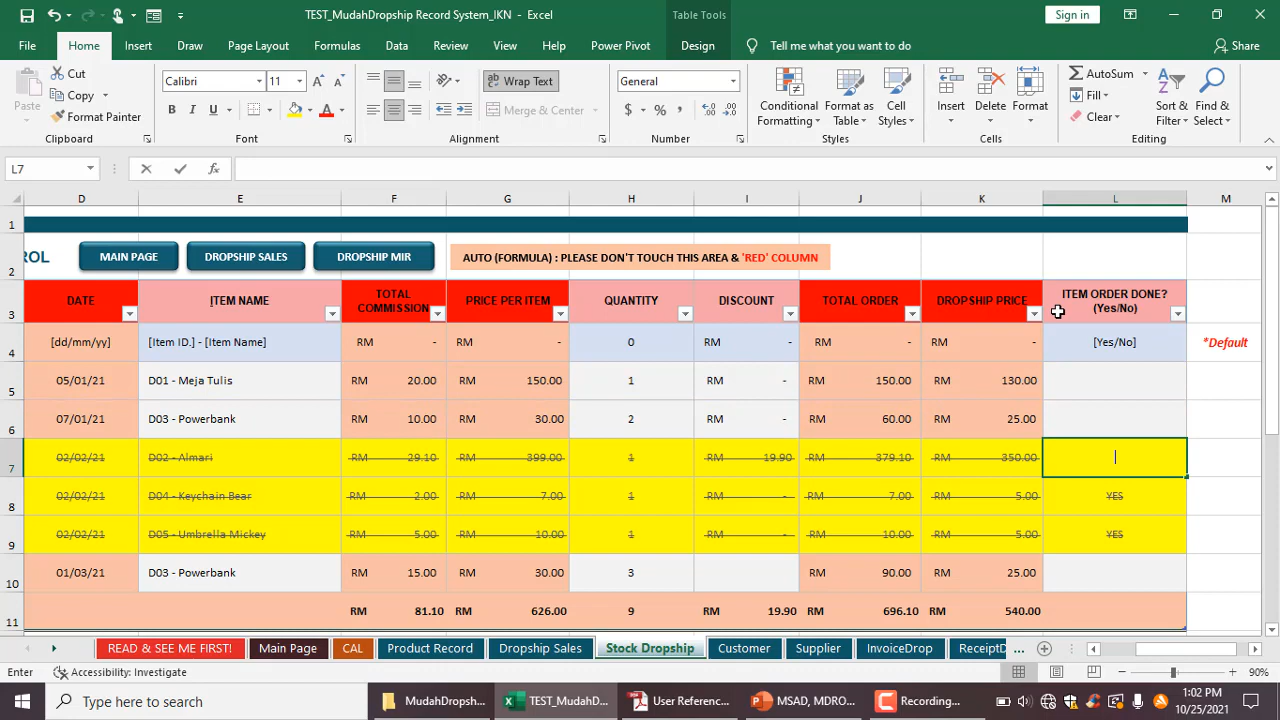 TEST_MudahDropship Record System_IKN - Excel
Table Tools
Sign in
File Home Insert Draw Page Layout Formulas Data Review View Help Power Pivot Design Tell me what you want to do Share
Paste Cut Copy Format Painter Clipboard
Calibri 11 B I U Font
Wrap Text Merge & Center Alignment
General $ % , Number
Conditional Formatting Format as Table Cell Styles Styles
Insert Delete Format Cells
AutoSum Fill Clear Sort & Filter Find & Select Editing
L7 fx
D E F G H I J K L M
1
2 ROL MAIN PAGE DROPSHIP SALES DROPSHIP MIR AUTO (FORMULA) : PLEASE DON'T TOUCH THIS AREA & 'RED' COLUMN
3 DATE ITEM NAME TOTAL COMMISSION PRICE PER ITEM QUANTITY DISCOUNT TOTAL ORDER DROPSHIP PRICE ITEM ORDER DONE? (Yes/No)
4 [dd/mm/yy] [Item ID.] - [Item Name] RM - RM - 0 RM - RM - RM - [Yes/No] *Default
5 05/01/21 D01 - Meja Tulis RM 20.00 RM 150.00 1 RM - RM 150.00 RM 130.00
6 07/01/21 D03 - Powerbank RM 10.00 RM 30.00 2 RM - RM 60.00 RM 25.00
7 02/02/21 D02 - Almari RM 29.10 RM 399.00 1 RM 19.90 RM 379.10 RM 350.00
8 02/02/21 D04 - Keychain Bear RM 2.00 RM 7.00 1 RM - RM 7.00 RM 5.00 YES
9 02/02/21 D05 - Umbrella Mickey RM 5.00 RM 10.00 1 RM - RM 10.00 RM 5.00 YES
10 01/03/21 D03 - Powerbank RM 15.00 RM 30.00 3 RM 90.00 RM 25.00
11 RM 81.10 RM 626.00 9 RM 19.90 RM 696.10 RM 540.00
READ & SEE ME FIRST! Main Page CAL Product Record Dropship Sales Stock Dropship Customer Supplier InvoiceDrop ReceiptD ...
Enter Accessibility: Investigate 90%
Type here to search MudahDropsh... TEST_MudahD... User Referenc... MSAD, MDRO... Recording... 1:02 PM
10/25/2021